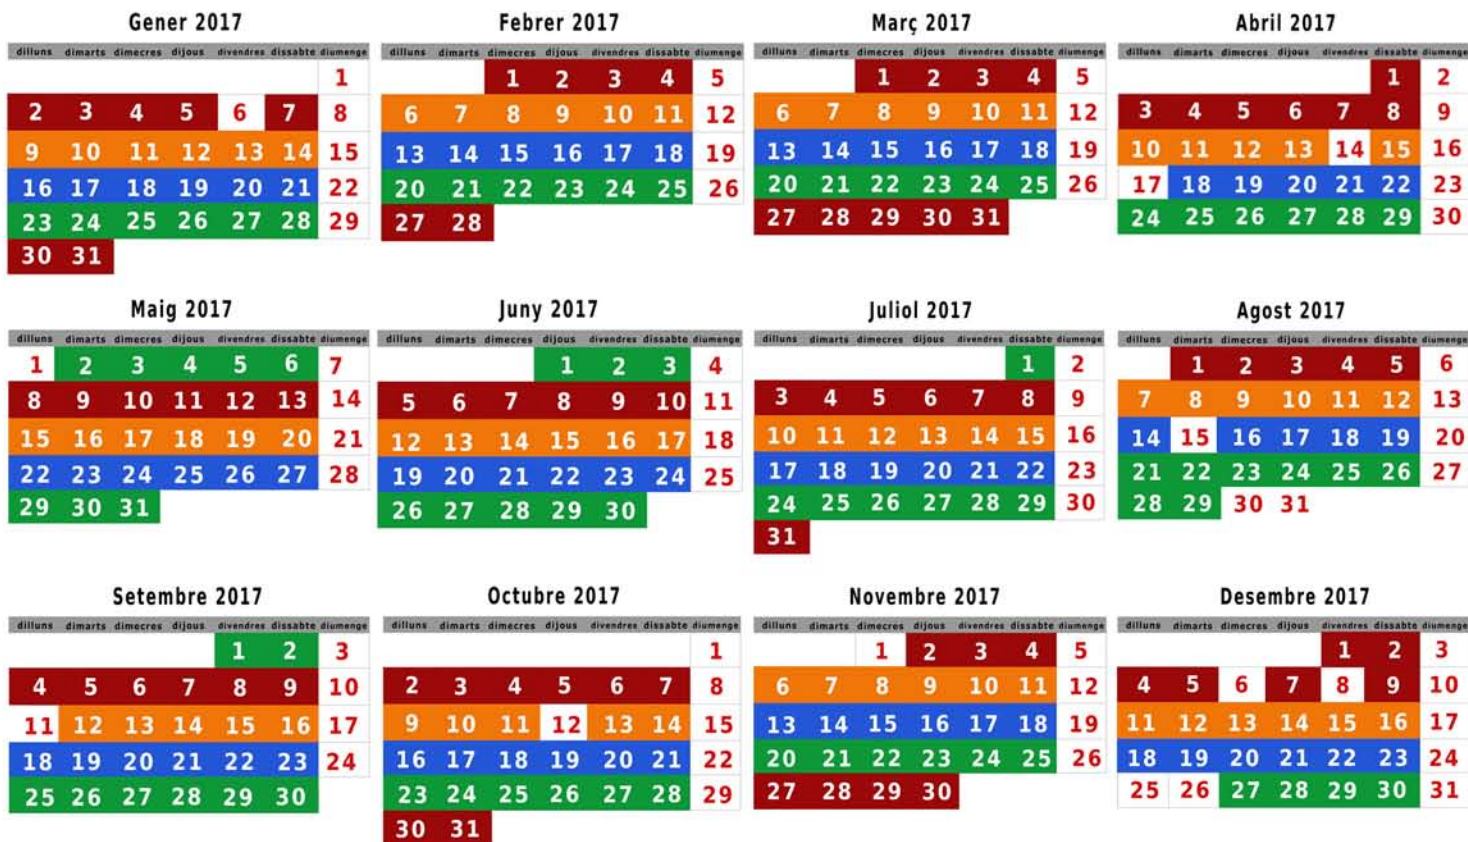 Gener 2017
dilluns dimarts dimecres dijous divendres dissabte diumenge
1
2 3 4 5 6 7 8
9 10 11 12 13 14 15
16 17 18 19 20 21 22
23 24 25 26 27 28 29
30 31
Febrer 2017
dilluns dimarts dimecres dijous divendres dissabte diumenge
1 2 3 4 5
6 7 8 9 10 11 12
13 14 15 16 17 18 19
20 21 22 23 24 25 26
27 28
Març 2017
dilluns dimarts dimecres dijous divendres dissabte diumenge
1 2 3 4 5
6 7 8 9 10 11 12
13 14 15 16 17 18 19
20 21 22 23 24 25 26
27 28 29 30 31
Abril 2017
dilluns dimarts dimecres dijous divendres dissabte diumenge
1 2
3 4 5 6 7 8 9
10 11 12 13 14 15 16
17 18 19 20 21 22 23
24 25 26 27 28 29 30
Maig 2017
dilluns dimarts dimecres dijous divendres dissabte diumenge
1 2 3 4 5 6 7
8 9 10 11 12 13 14
15 16 17 18 19 20 21
22 23 24 25 26 27 28
29 30 31
Juny 2017
dilluns dimarts dimecres dijous divendres dissabte diumenge
1 2 3 4
5 6 7 8 9 10 11
12 13 14 15 16 17 18
19 20 21 22 23 24 25
26 27 28 29 30
Juliol 2017
dilluns dimarts dimecres dijous divendres dissabte diumenge
1 2
3 4 5 6 7 8 9
10 11 12 13 14 15 16
17 18 19 20 21 22 23
24 25 26 27 28 29 30
31
Agost 2017
dilluns dimarts dimecres dijous divendres dissabte diumenge
1 2 3 4 5 6
7 8 9 10 11 12 13
14 15 16 17 18 19 20
21 22 23 24 25 26 27
28 29 30 31
Setembre 2017
dilluns dimarts dimecres dijous divendres dissabte diumenge
1 2 3
4 5 6 7 8 9 10
11 12 13 14 15 16 17
18 19 20 21 22 23 24
25 26 27 28 29 30
Octubre 2017
dilluns dimarts dimecres dijous divendres dissabte diumenge
1
2 3 4 5 6 7 8
9 10 11 12 13 14 15
16 17 18 19 20 21 22
23 24 25 26 27 28 29
30 31
Novembre 2017
dilluns dimarts dimecres dijous divendres dissabte diumenge
1 2 3 4 5
6 7 8 9 10 11 12
13 14 15 16 17 18 19
20 21 22 23 24 25 26
27 28 29 30
Desembre 2017
dilluns dimarts dimecres dijous divendres dissabte diumenge
1 2 3
4 5 6 7 8 9 10
11 12 13 14 15 16 17
18 19 20 21 22 23 24
25 26 27 28 29 30 31